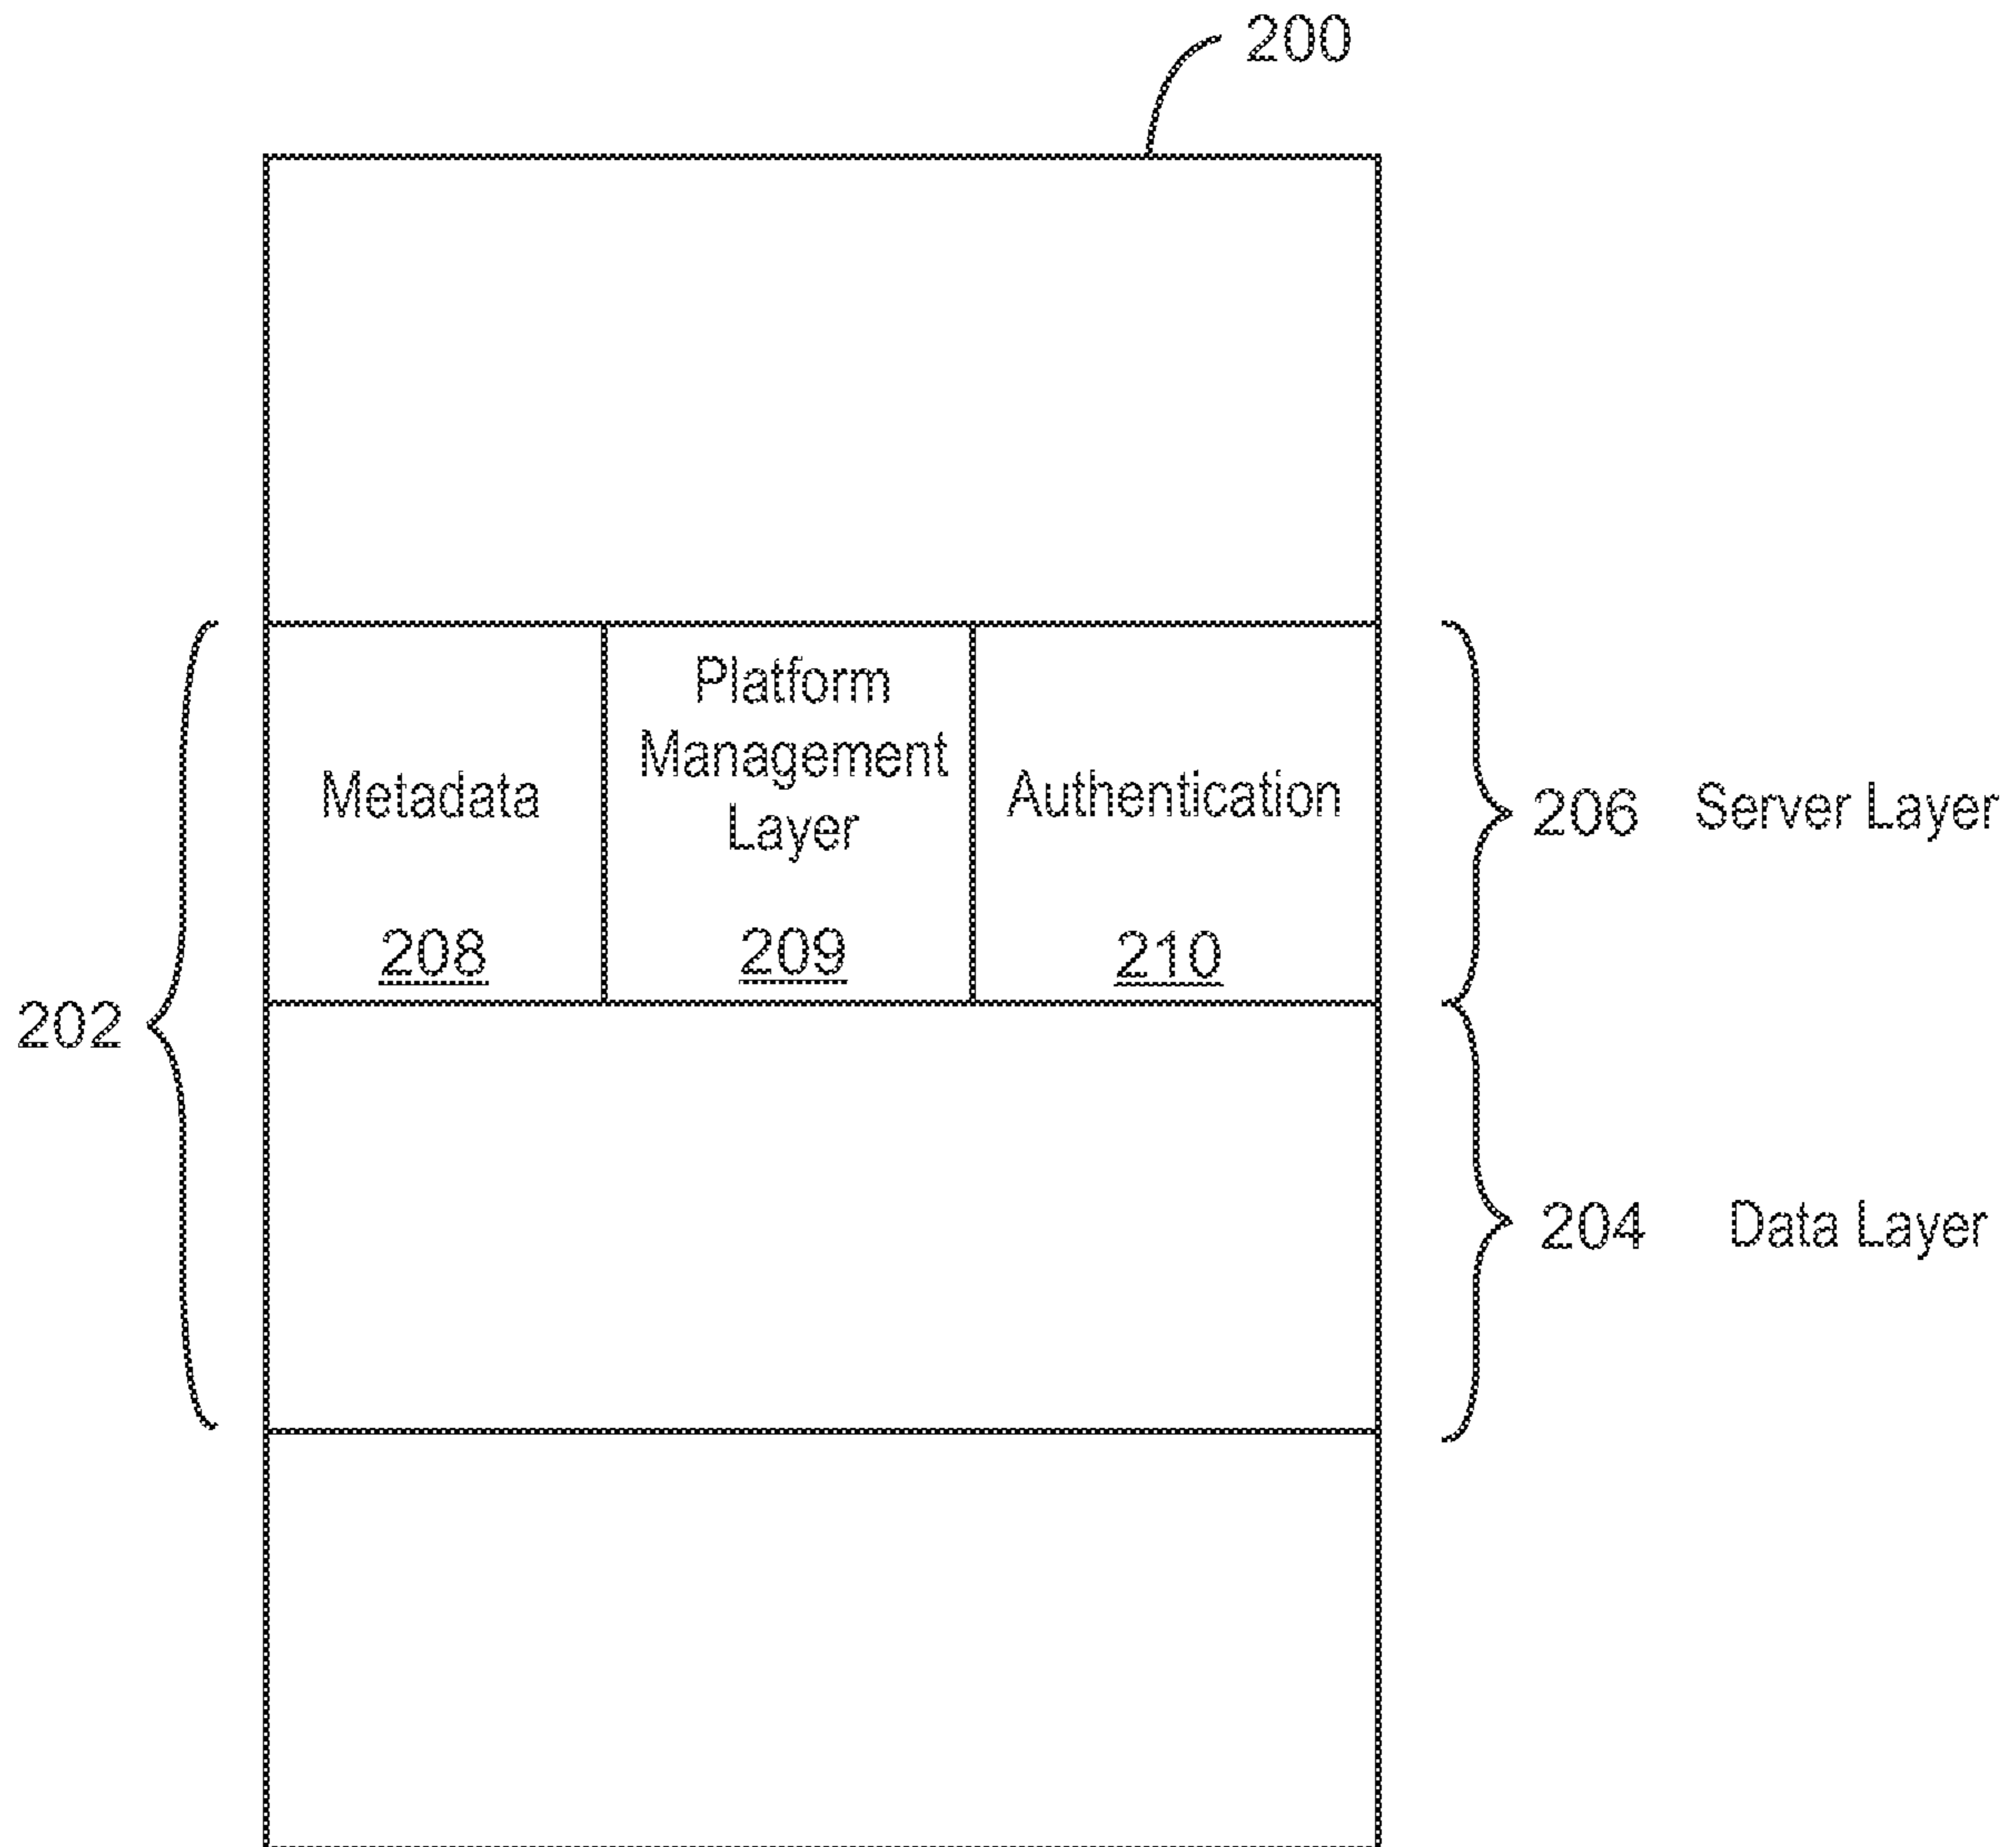 200
Platform
Management
Layer
Metadata
Authentication
208
209
210
202
206 Server Layer
204 Data Layer